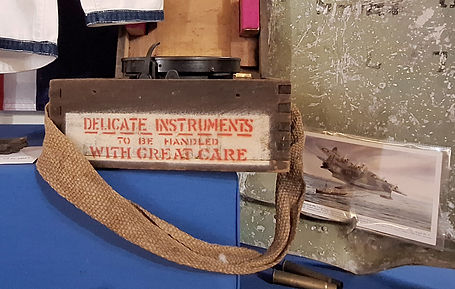 DELICATE INSTRUMENTS
TO BE HANDLED
WITH GREAT CARE